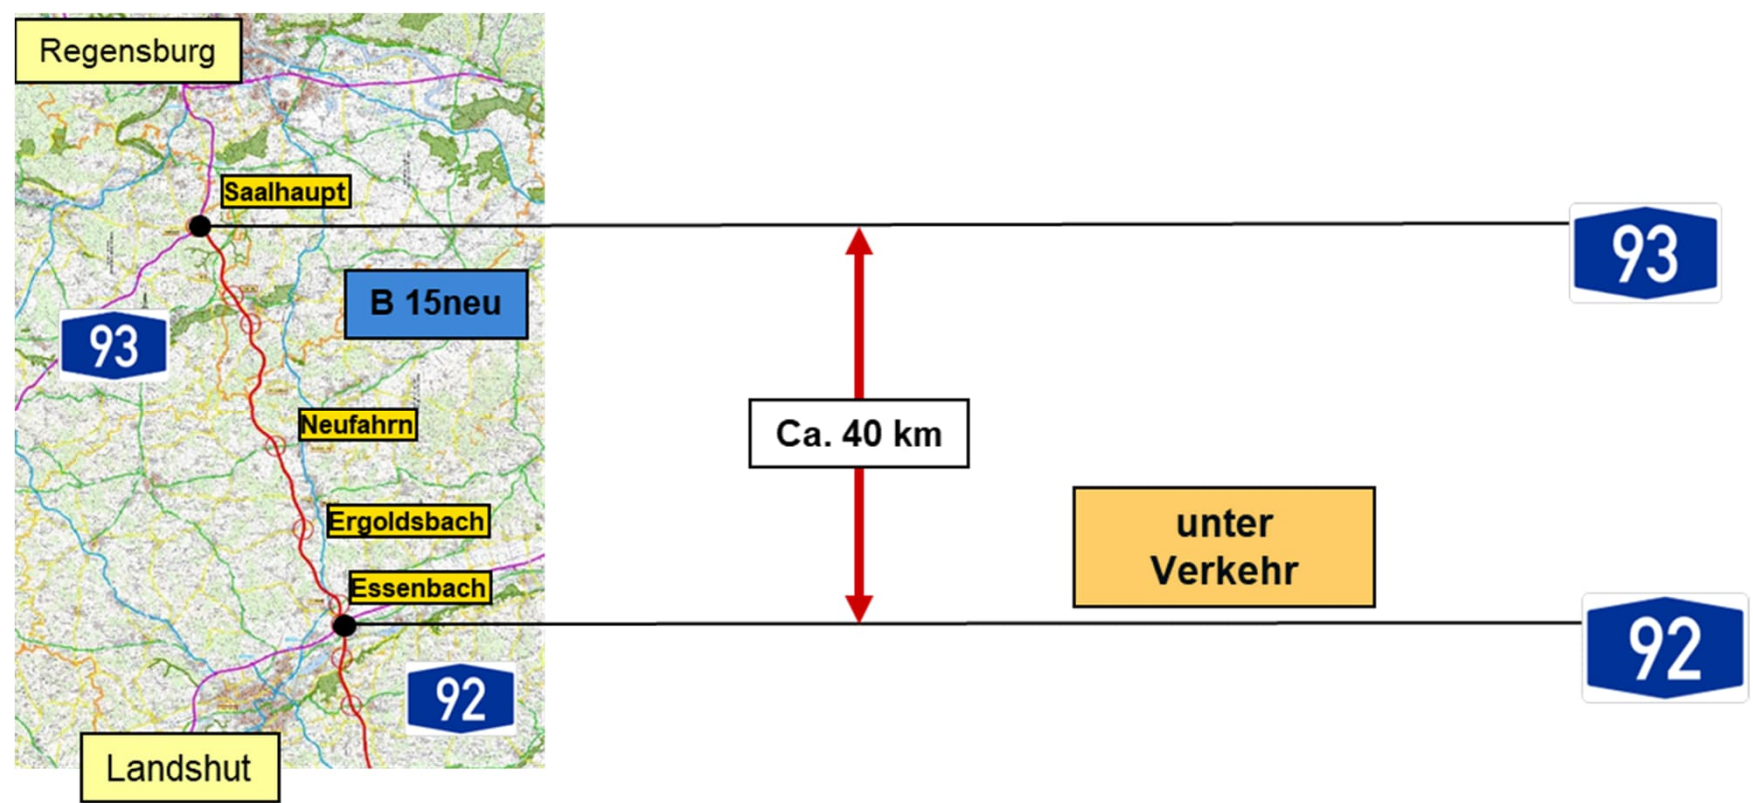 Regensburg
Saalhaupt
93
B 15neu
93
Neufahrn
Ca. 40 km
Ergoldsbach
unter
Verkehr
Essenbach
92
92
Landshut